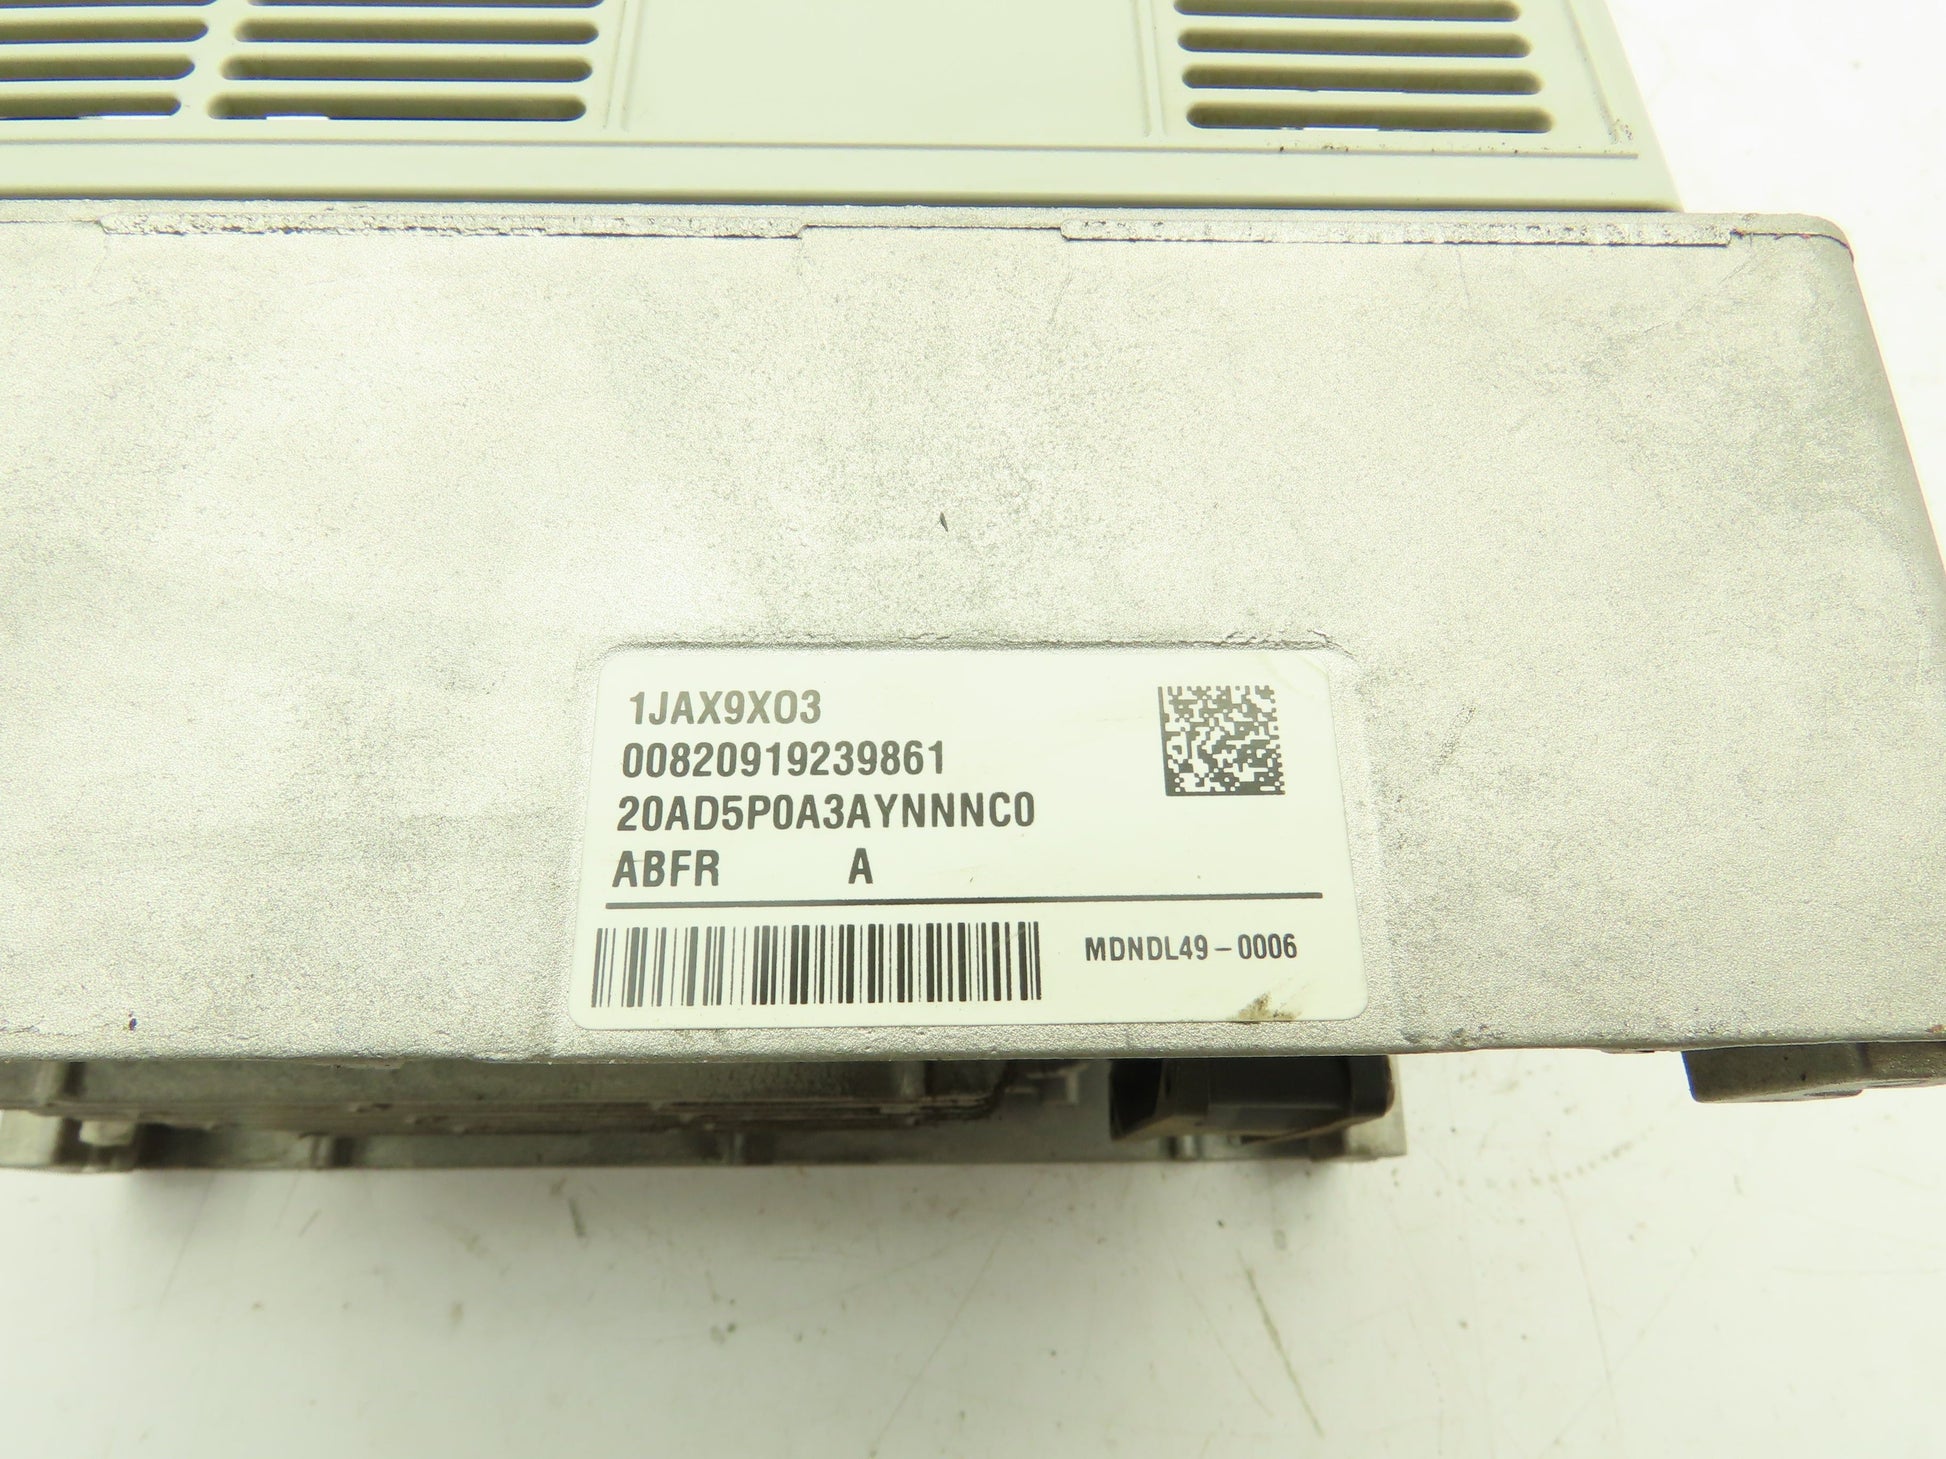 1JAX9X03
00820919239861
20AD5P0A3AYNNNC0
ABFR A
MDNDL49-0006